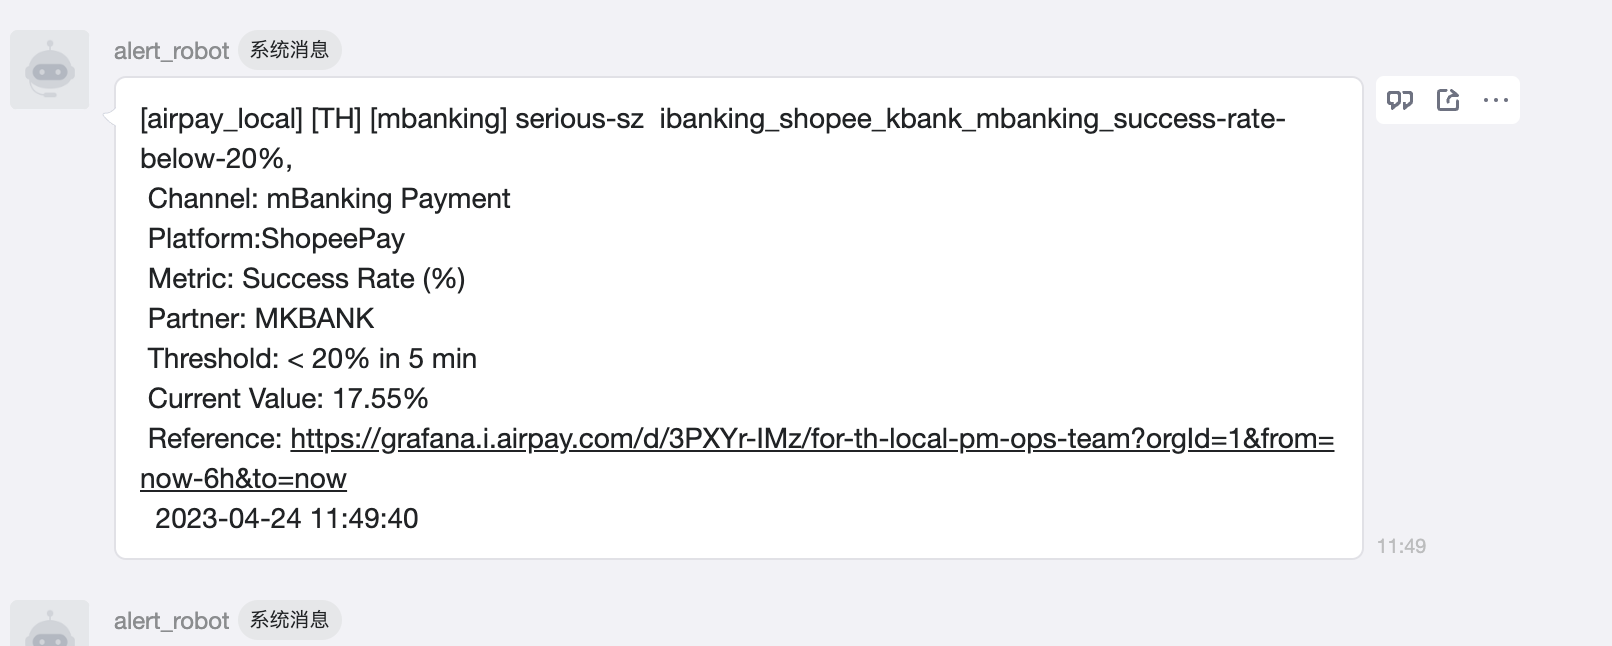 alert_robot 系统消息
[airpay_local] [TH] [mbanking] serious-sz  ibanking_shopee_kbank_mbanking_success-rate-
below-20%,
Channel: mBanking Payment
Platform:ShopeePay
Metric: Success Rate (%)
Partner: MKBANK
Threshold: < 20% in 5 min
Current Value: 17.55%
Reference: https://grafana.i.airpay.com/d/3PXYr-IMz/for-th-local-pm-ops-team?orgId=1&from=
now-6h&to=now
2023-04-24 11:49:40
11:49
alert_robot 系统消息